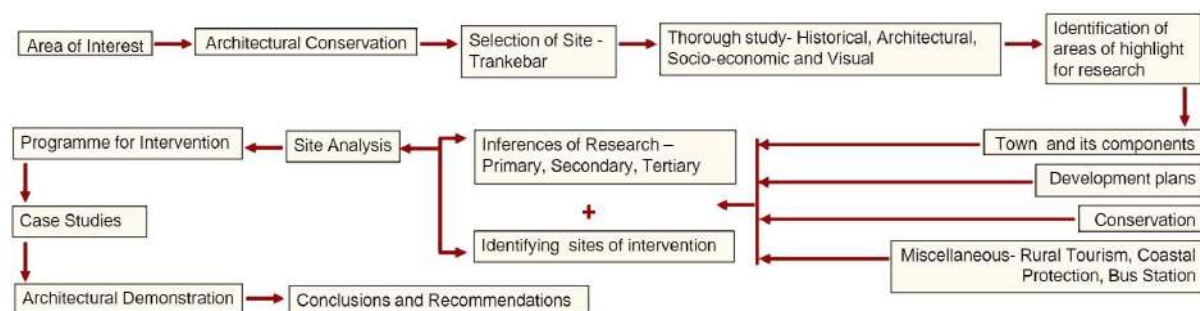 Area of Interest
Architectural Conservation
Selection of Site -
Trankebar
Thorough study- Historical, Architectural,
Socio-economic and Visual
Identification of
areas of highlight
for research
Town and its components
Development plans
Conservation
Miscellaneous- Rural Tourism, Coastal
Protection, Bus Station
Inferences of Research –
Primary, Secondary, Tertiary
+
Identifying sites of intervention
Site Analysis
Programme for Intervention
Case Studies
Architectural Demonstration
Conclusions and Recommendations